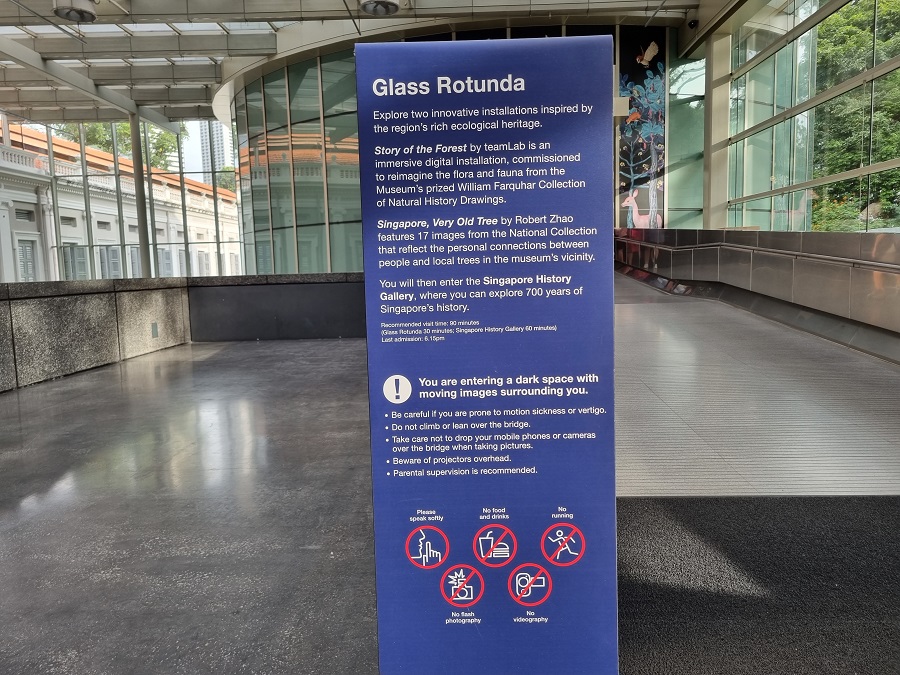 Glass Rotunda
Explore two innovative installations inspired by
the region's rich ecological heritage.
Story of the Forest by teamLab is an
immersive digital installation, commissioned
to reimagine the flora and fauna from the
Museum's prized William Farquhar Collection
of Natural History Drawings.
Singapore, Very Old Tree by Robert Zhao
features 17 images from the National Collection
that reflect the personal connections between
people and local trees in the museum's vicinity.
You will then enter the Singapore History
Gallery, where you can explore 700 years of
Singapore's history.
Recommended visit time: 90 minutes
(Glass Rotunda 30 minutes; Singapore History Gallery 60 minutes)
Last admission: 6.15pm
! You are entering a dark space with
moving images surrounding you.
• Be careful if you are prone to motion sickness or vertigo.
• Do not climb or lean over the bridge.
• Take care not to drop your mobile phones or cameras
over the bridge when taking pictures.
• Beware of projectors overhead.
• Parental supervision is recommended.
Please
speak softly
No food
and drinks
No
running
No flash
photography
No
videography